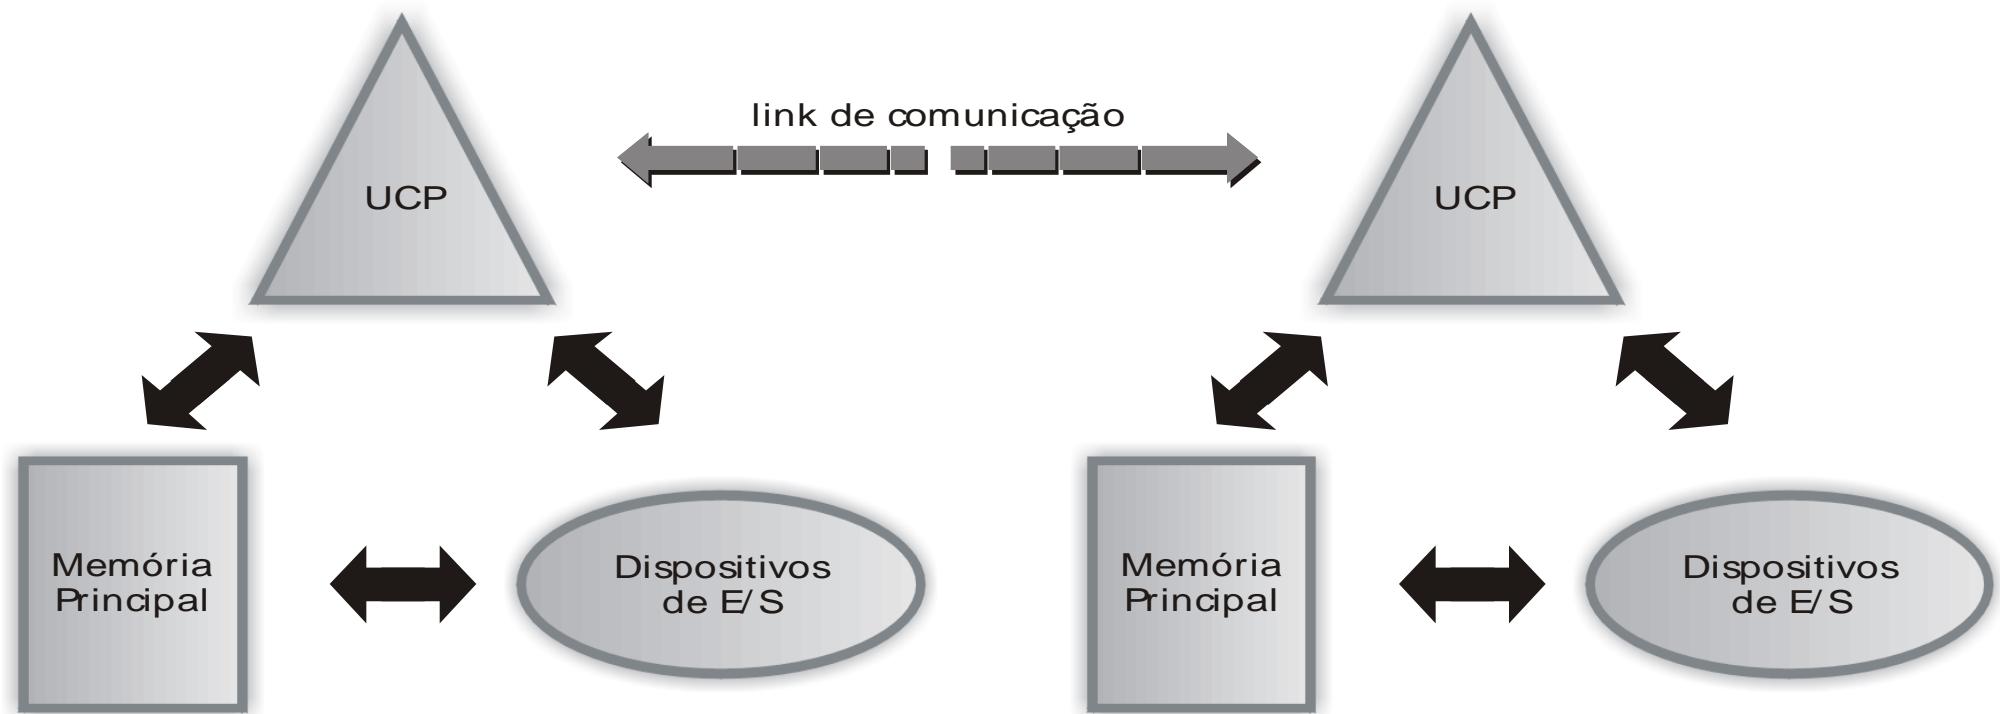 link de comunicação
UCP
UCP
Memória
Principal
Dispositivos
de E/S
Memória
Principal
Dispositivos
de E/S